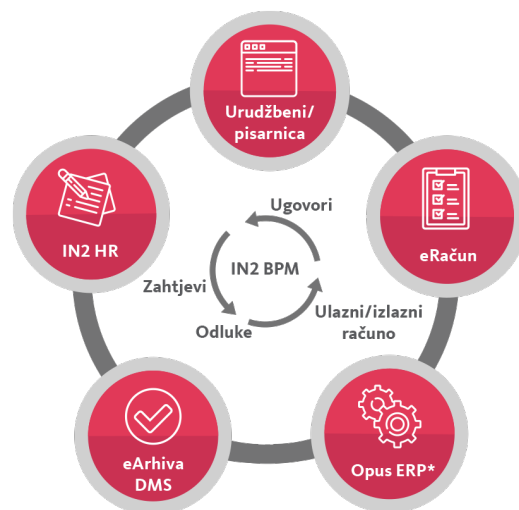 Urudžbeni/
pisarnica
IN2 HR
eRačun
Ugovori
IN2 BPM
Zahtjevi
Ulazni/izlazni
računo
Odluke
eArhiva
DMS
Opus ERP*